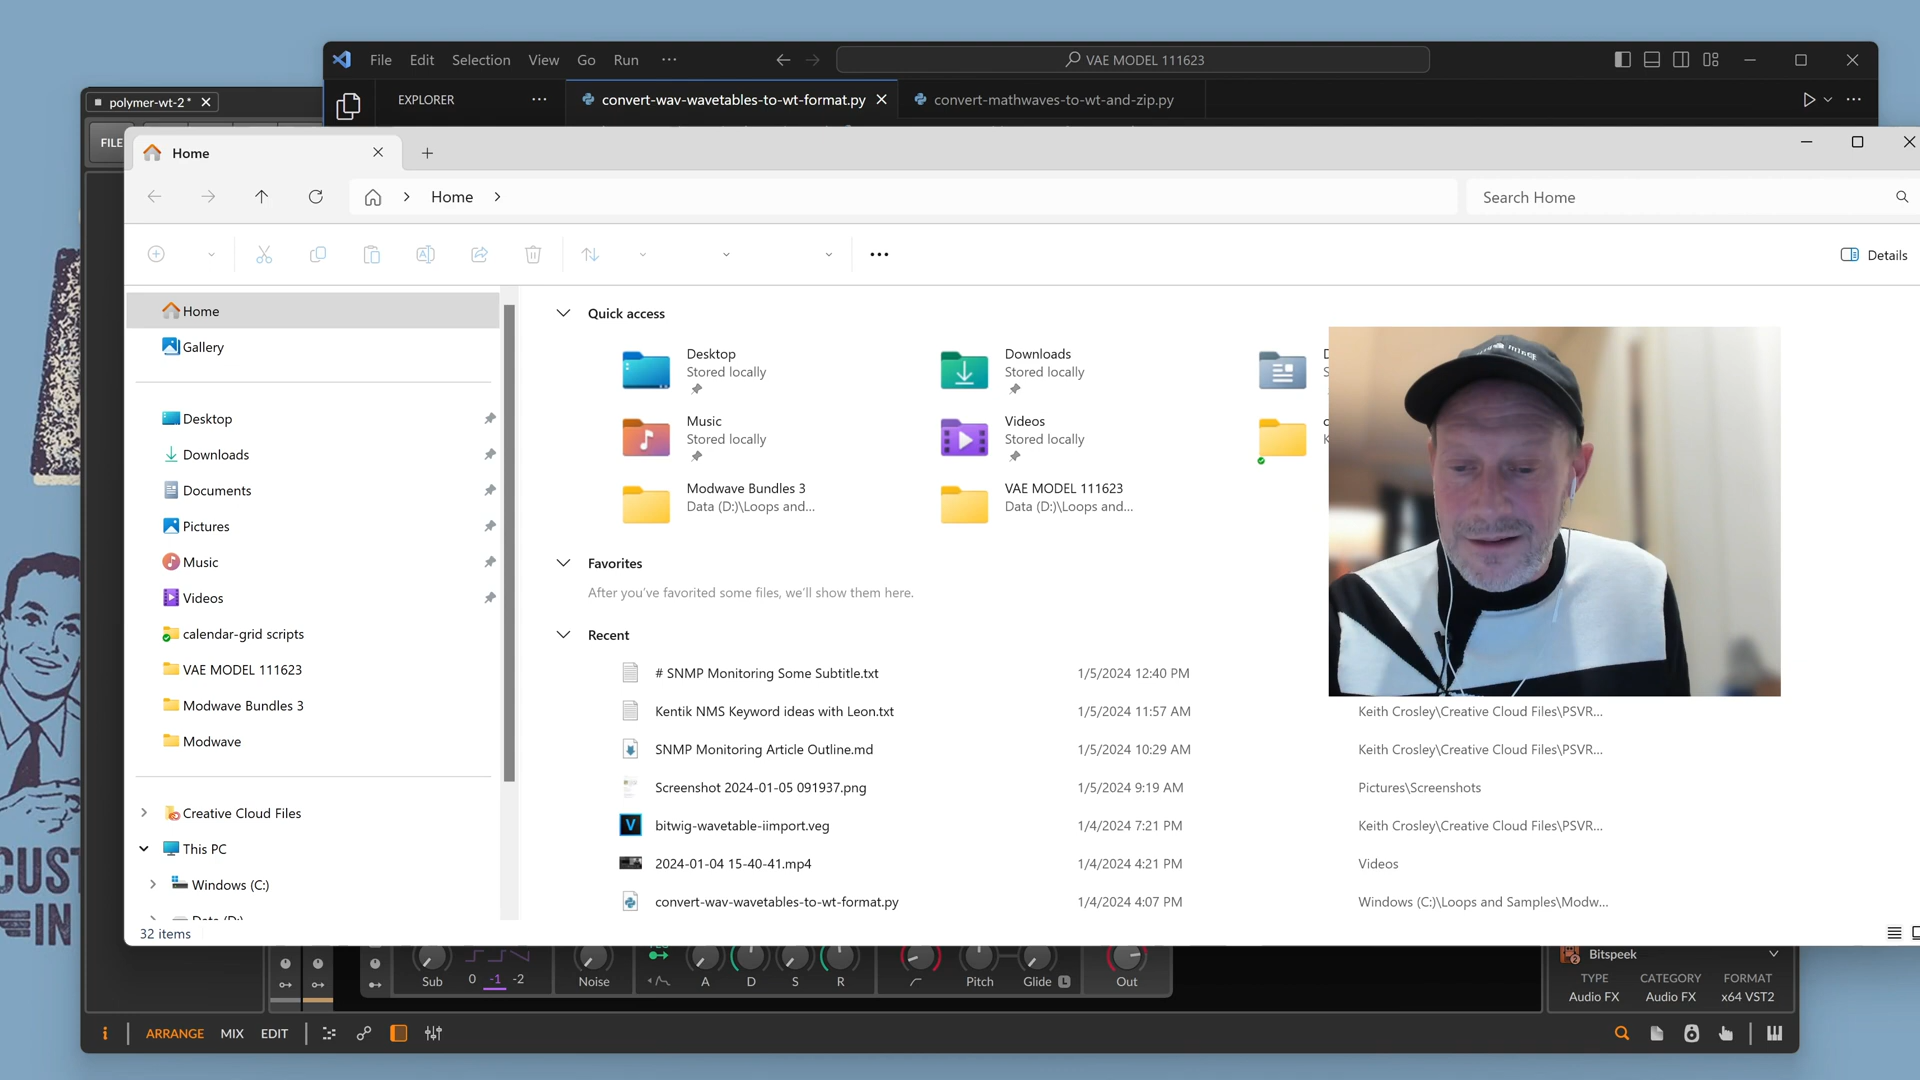 File Edit Selection View Go Run ··· VAE MODEL 111623
EXPLORER ··· convert-wav-wavetables-to-wt-format.py convert-mathwaves-to-wt-and-zip.py
polymer-wt-2*
FILE
Home
Home
Search Home
Details
Home
Gallery
Desktop
Downloads
Documents
Pictures
Music
Videos
calendar-grid scripts
VAE MODEL 111623
Modwave Bundles 3
Modwave
Creative Cloud Files
This PC
Windows (C:)
Data (D:)
32 items
Quick access
Desktop
Stored locally
Downloads
Stored locally
Music
Stored locally
Videos
Stored locally
Modwave Bundles 3
Data (D:)\Loops and...
VAE MODEL 111623
Data (D:)\Loops and...
Favorites
After you've favorited some files, we'll show them here.
Recent
# SNMP Monitoring Some Subtitle.txt 1/5/2024 12:40 PM
Kentik NMS Keyword ideas with Leon.txt 1/5/2024 11:57 AM Keith Crosley\Creative Cloud Files\PSVR...
SNMP Monitoring Article Outline.md 1/5/2024 10:29 AM Keith Crosley\Creative Cloud Files\PSVR...
Screenshot 2024-01-05 091937.png 1/5/2024 9:19 AM Pictures\Screenshots
bitwig-wavetable-iimport.veg 1/4/2024 7:21 PM Keith Crosley\Creative Cloud Files\PSVR...
2024-01-04 15-40-41.mp4 1/4/2024 4:21 PM Videos
convert-wav-wavetables-to-wt-format.py 1/4/2024 4:07 PM Windows (C:)\Loops and Samples\Modw...
Sub 0 -1 -2 Noise A D S R Pitch Glide L Out
Bitspeek
TYPE CATEGORY FORMAT
Audio FX Audio FX x64 VST2
ARRANGE MIX EDIT
CUST
IN